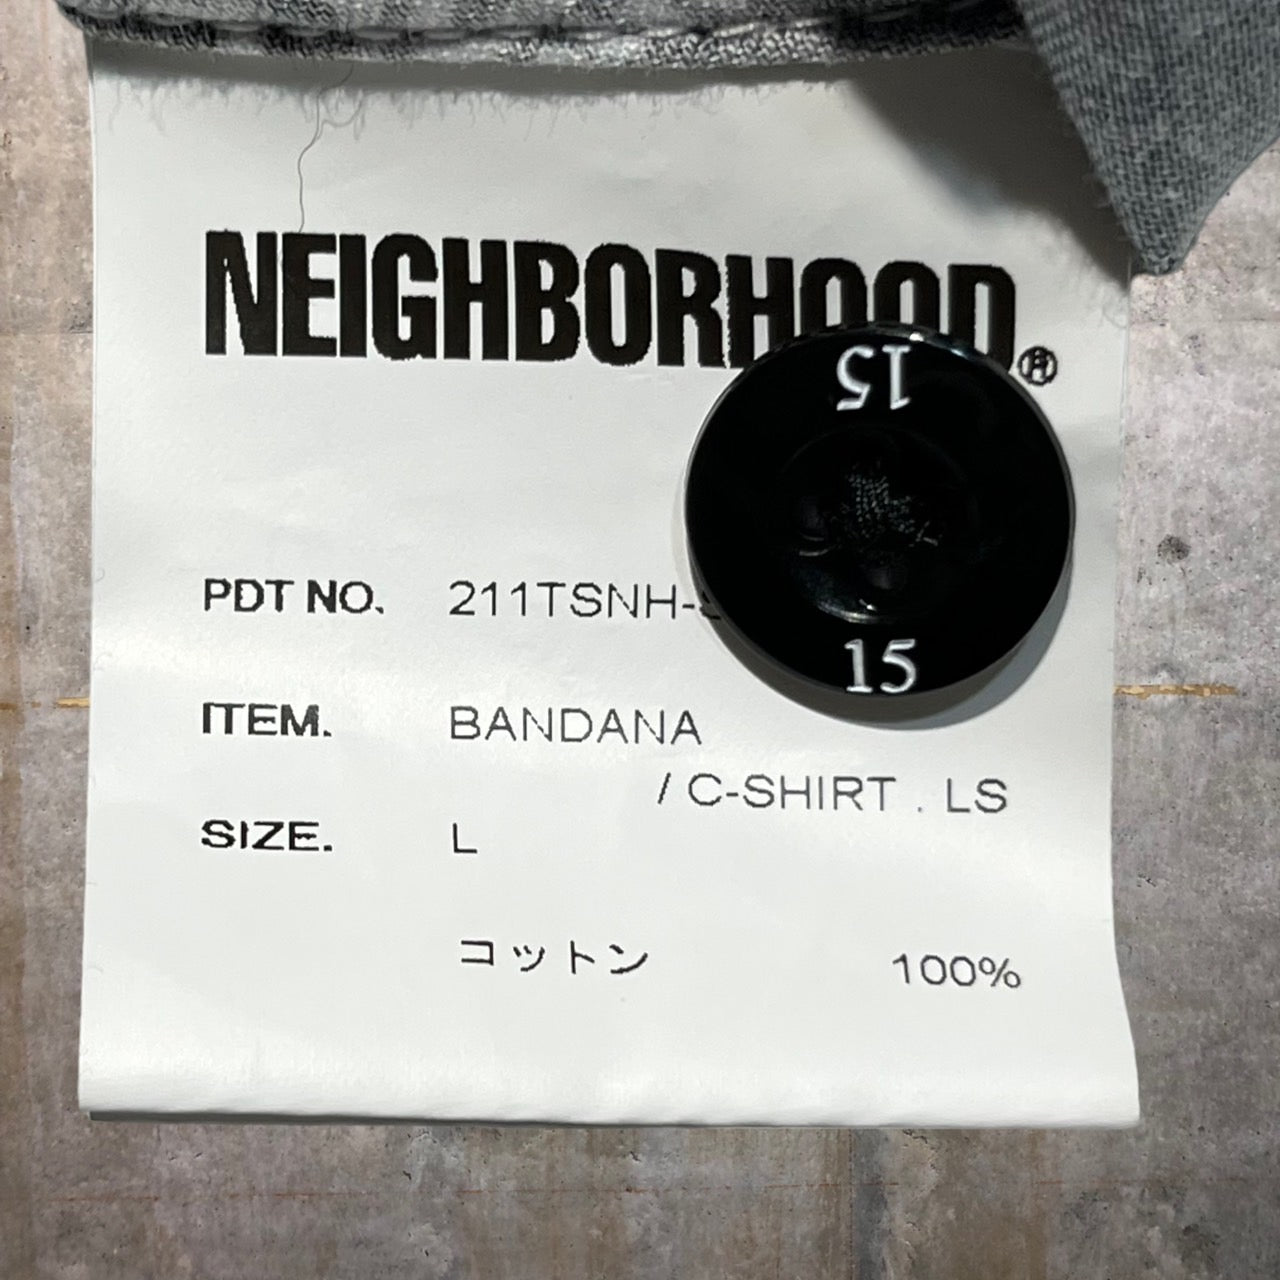 NEIGHBORHOOD®
15
PDT NO. 211TSNH-
15
ITEM. BANDANA
/ C-SHIRT . LS
SIZE. L
コットン 100%